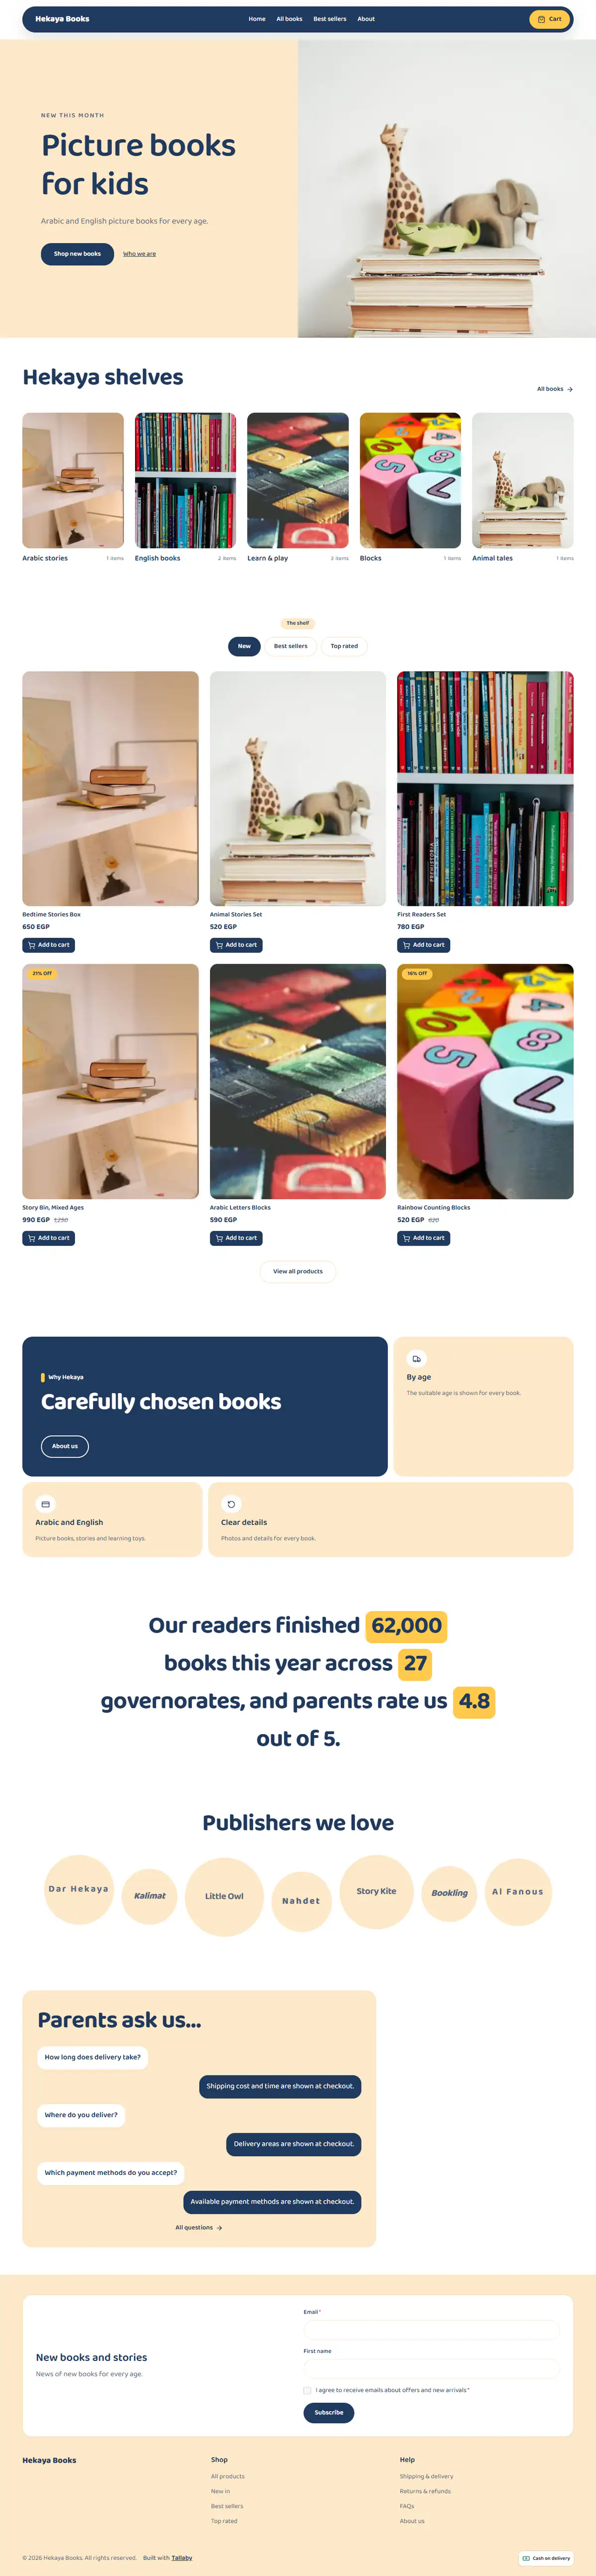 Hekaya Books
Home
All books
Best sellers
About
Cart
NEW THIS MONTH
Picture books
for kids
Arabic and English picture books for every age.
Shop new books
Who we are
Hekaya shelves
All books
Arabic stories
1 items
English books
2 items
Learn & play
3 items
Blocks
1 items
Animal tales
1 items
The shelf
New
Best sellers
Top rated
Bedtime Stories Box
650 EGP
Add to cart
Animal Stories Set
520 EGP
Add to cart
First Readers Set
780 EGP
Add to cart
21% Off
Story Bin, Mixed Ages
990 EGP 1,250
Add to cart
Arabic Letters Blocks
590 EGP
Add to cart
16% Off
Rainbow Counting Blocks
520 EGP 620
Add to cart
View all products
Why Hekaya
Carefully chosen books
About us
By age
The suitable age is shown for every book.
Arabic and English
Picture books, stories and learning toys.
Clear details
Photos and details for every book.
Our readers finished 62,000
books this year across 27
governorates, and parents rate us 4.8
out of 5.
Publishers we love
Dar Hekaya
Kalimat
Little Owl
Nahdet
Story Kite
Bookling
Al Fanous
Parents ask us...
How long does delivery take?
Shipping cost and time are shown at checkout.
Where do you deliver?
Delivery areas are shown at checkout.
Which payment methods do you accept?
Available payment methods are shown at checkout.
All questions
New books and stories
News of new books for every age.
Email *
First name
I agree to receive emails about offers and new arrivals *
Subscribe
Hekaya Books
Shop
All products
New in
Best sellers
Top rated
Help
Shipping & delivery
Returns & refunds
FAQs
About us
© 2026 Hekaya Books. All rights reserved.
Built with Tallaby
Cash on delivery